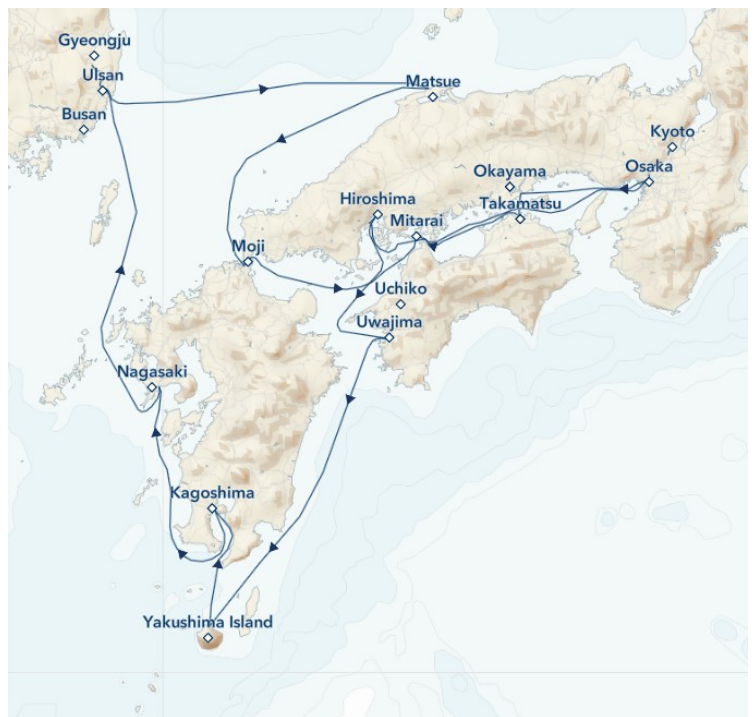 Gyeongju
Ulsan
Matsue
Busan
Kyoto
Osaka
Okayama
Hiroshima
Takamatsu
Mitarai
Moji
Uchiko
Uwajima
Nagasaki
Kagoshima
Yakushima Island